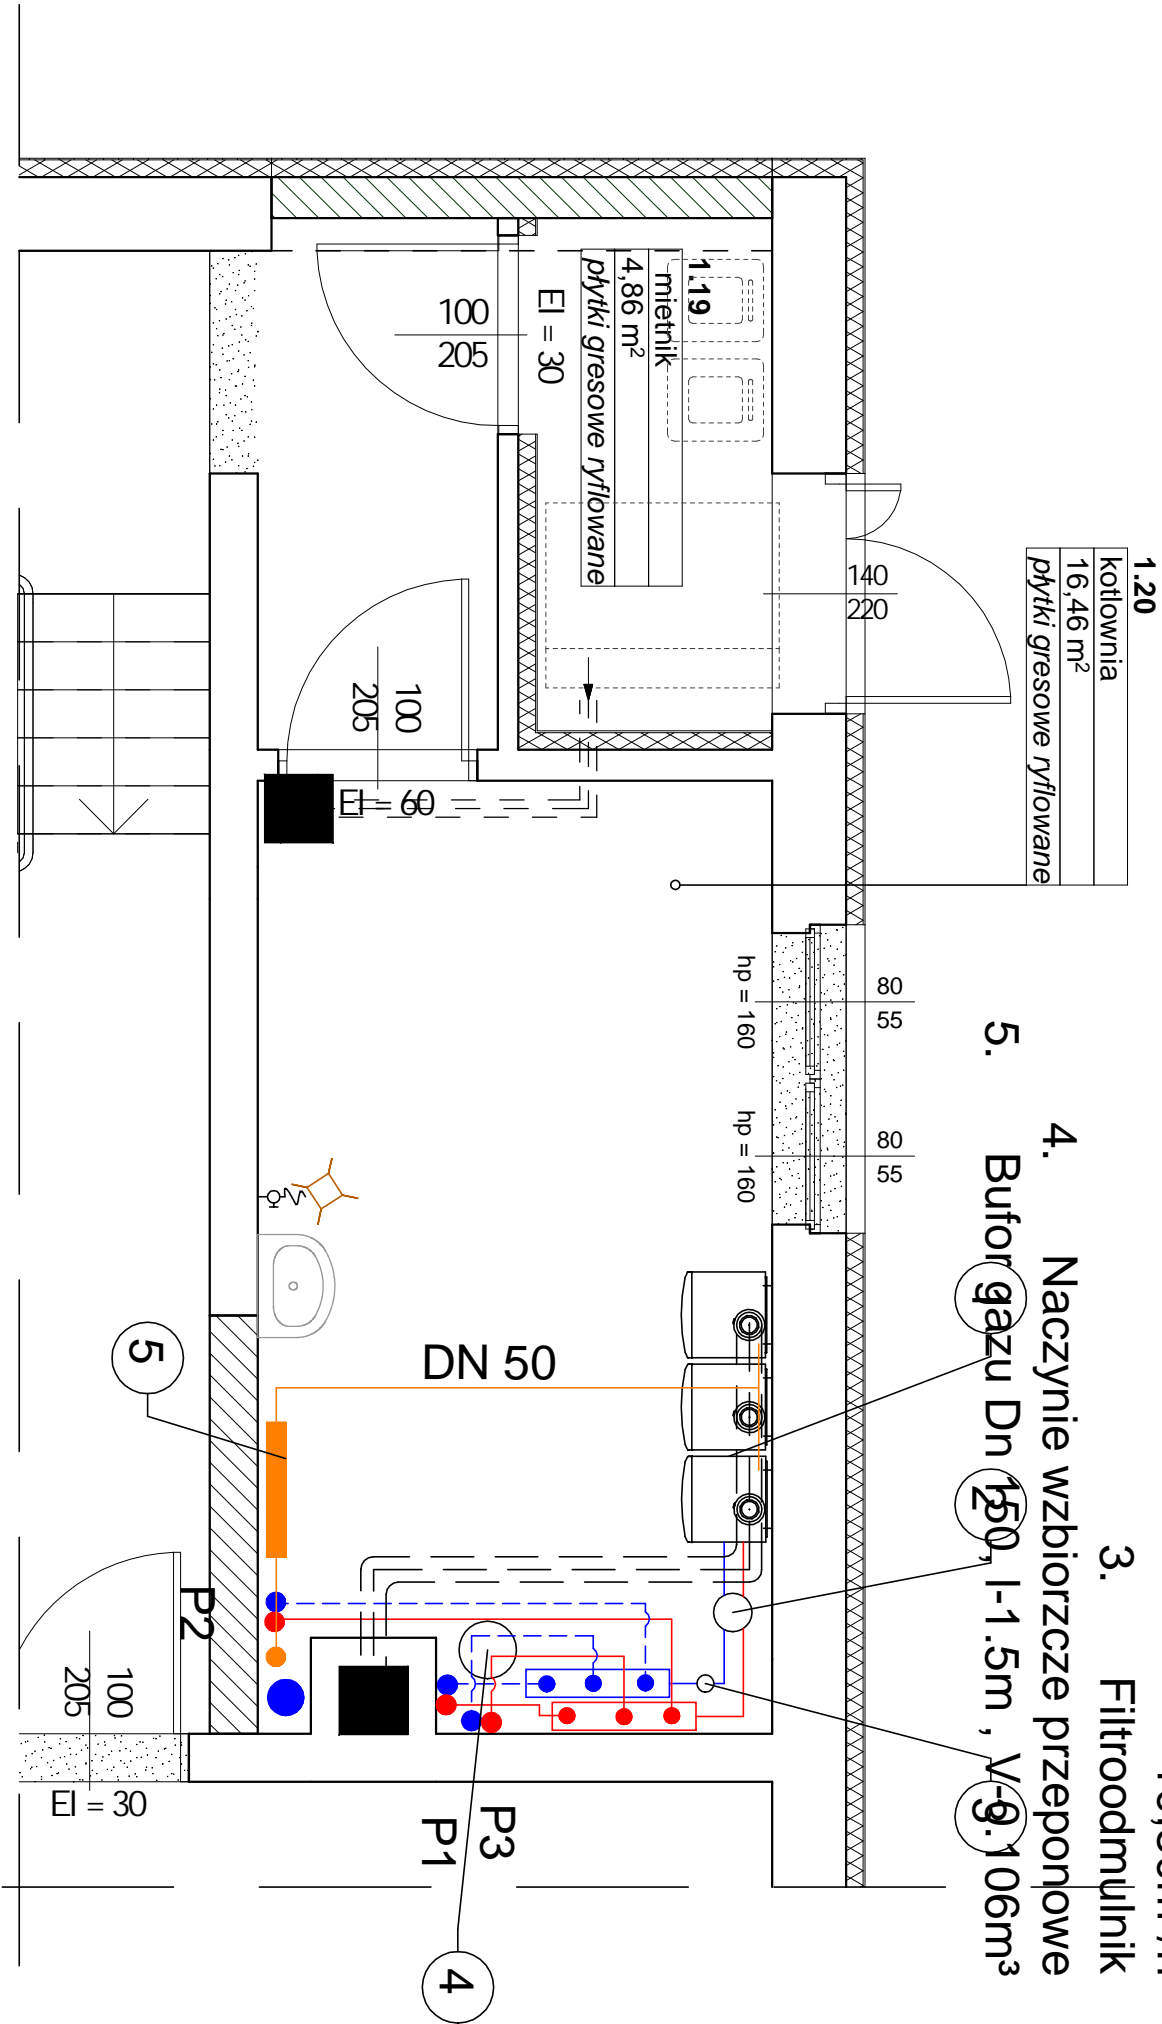 1.20
kotłownia
16,46 m²
płytki gresowe ryflowane
1.19
śmietnik
4,86 m²
płytki gresowe ryflowane
EI = 30
100
205
140
220
100
205
EI = 60
80
55
hp = 160
80
55
hp = 160
3. Filtroodmulnik
4. Naczynie wzbiorzcze przeponowe
5. Bufor gazu Dn 150, l-1.5m , V-0.106m³
1
2
3
4
5
DN 50
P2
P3
P1
100
205
EI = 30